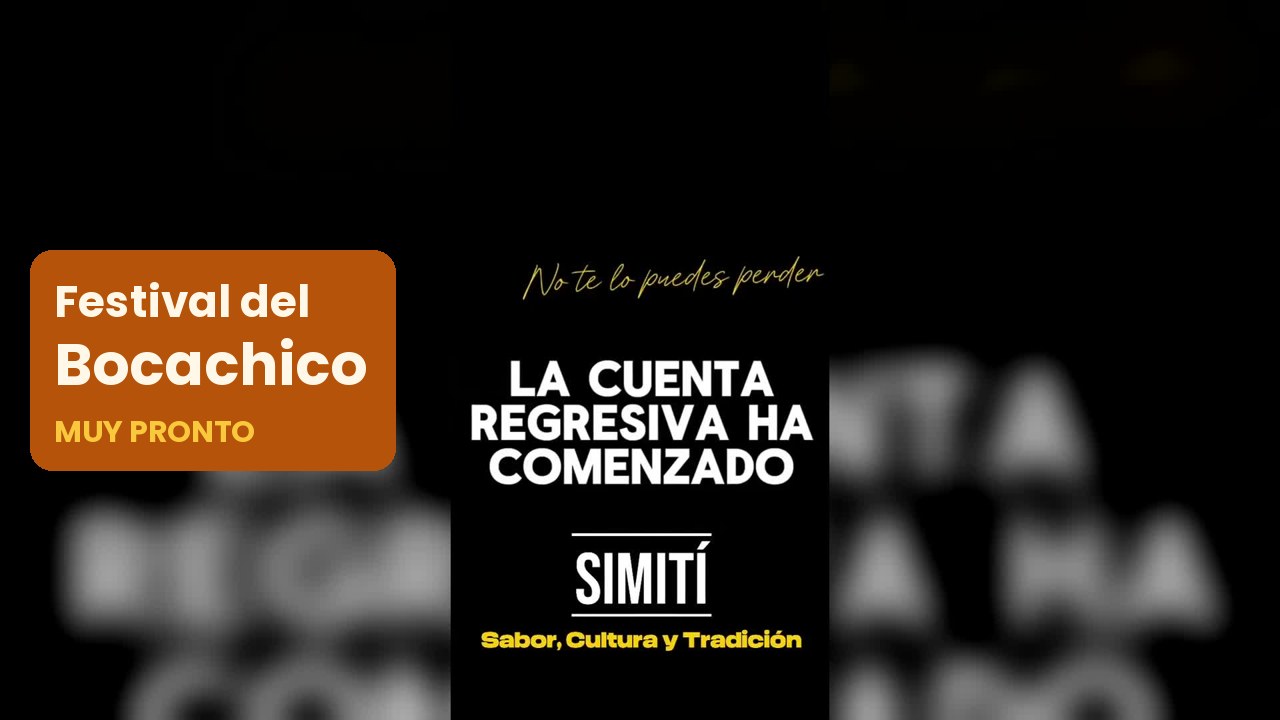 Festival del
Bocachico
MUY PRONTO
No te lo puedes perder
LA CUENTA
REGRESIVA HA
COMENZADO
SIMITÍ
Sabor, Cultura y Tradición